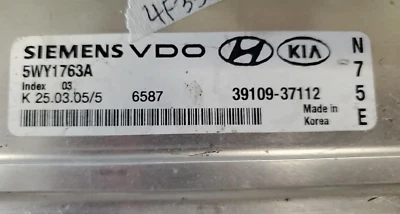 SIEMENS VDO KIA
5WY1763A
Index 03
K 25.03.05/5 6587 39109-37112
Made in
Korea
N
7
5
E